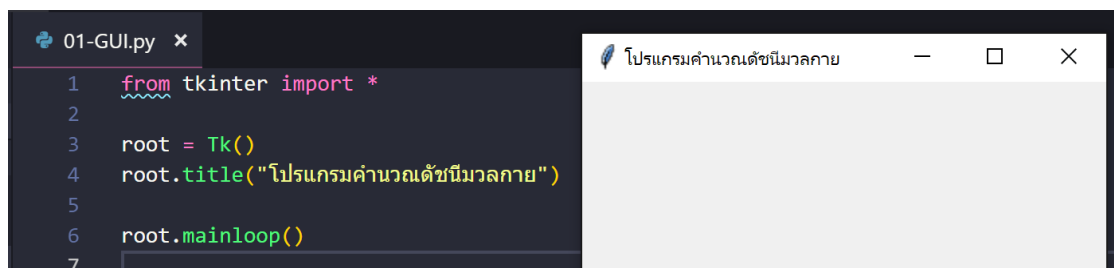 01-GUI.py ×
โปรแกรมคำนวณดัชนีมวลกาย
1 from tkinter import *
2
3 root = Tk()
4 root.title("โปรแกรมคำนวณดัชนีมวลกาย")
5
6 root.mainloop()
7